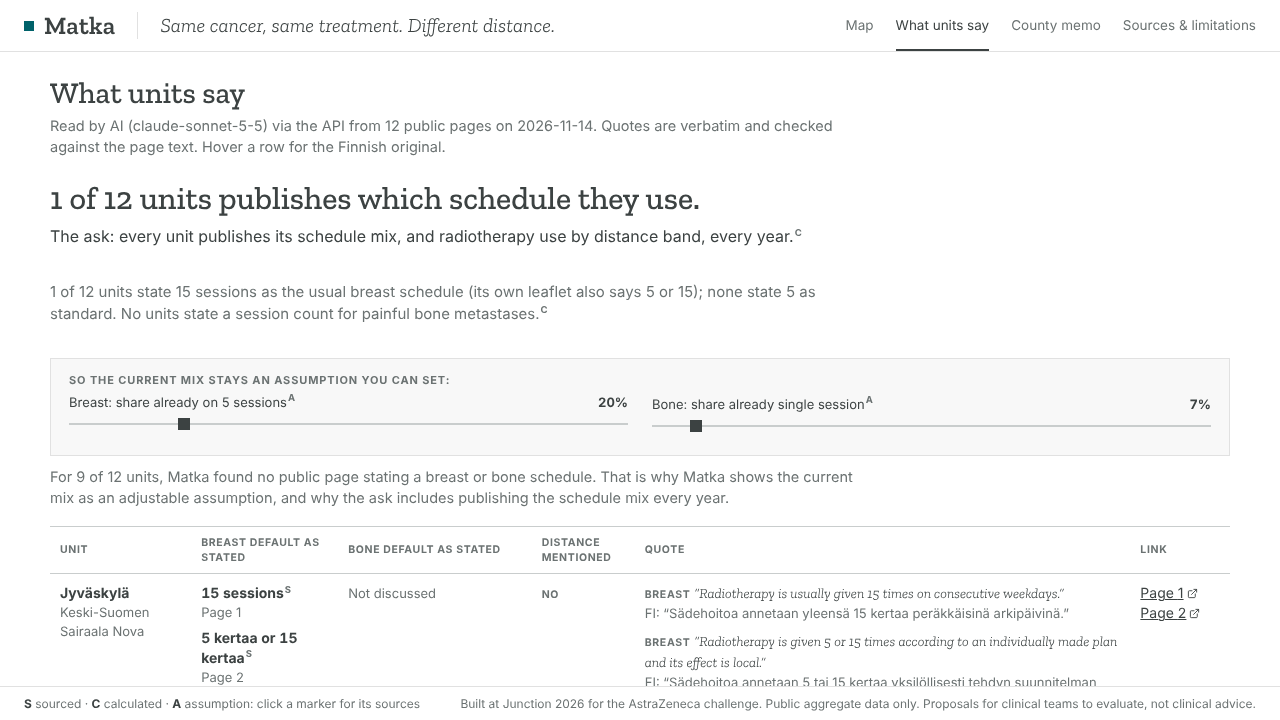 Matka
Same cancer, same treatment. Different distance.
Map
What units say
County memo
Sources & limitations
What units say
Read by AI (claude-sonnet-5-5) via the API from 12 public pages on 2026-11-14. Quotes are verbatim and checked
against the page text. Hover a row for the Finnish original.
1 of 12 units publishes which schedule they use.
The ask: every unit publishes its schedule mix, and radiotherapy use by distance band, every year.C
1 of 12 units state 15 sessions as the usual breast schedule (its own leaflet also says 5 or 15); none state 5 as
standard. No units state a session count for painful bone metastases.C
SO THE CURRENT MIX STAYS AN ASSUMPTION YOU CAN SET:
Breast: share already on 5 sessionsA 20%
Bone: share already single sessionA 7%
For 9 of 12 units, Matka found no public page stating a breast or bone schedule. That is why Matka shows the current
mix as an adjustable assumption, and why the ask includes publishing the schedule mix every year.
UNIT
BREAST DEFAULT AS
STATED
BONE DEFAULT AS STATED
DISTANCE
MENTIONED
QUOTE
LINK
Jyväskylä
Keski-Suomen
Sairaala Nova
15 sessionsS
Page 1
5 kertaa or 15
kertaaS
Page 2
Not discussed
NO
BREAST "Radiotherapy is usually given 15 times on consecutive weekdays."
FI: “Sädehoitoa annetaan yleensä 15 kertaa peräkkäisinä arkipäivinä.”
BREAST "Radiotherapy is given 5 or 15 times according to an individually made plan
and its effect is local."
FI: “Sädehoitoa annetaan 5 tai 15 kertaa yksilöllisesti tehdyn suunnitelman
Page 1
Page 2
S sourced · C calculated · A assumption: click a marker for its sources
Built at Junction 2026 for the AstraZeneca challenge. Public aggregate data only. Proposals for clinical teams to evaluate, not clinical advice.